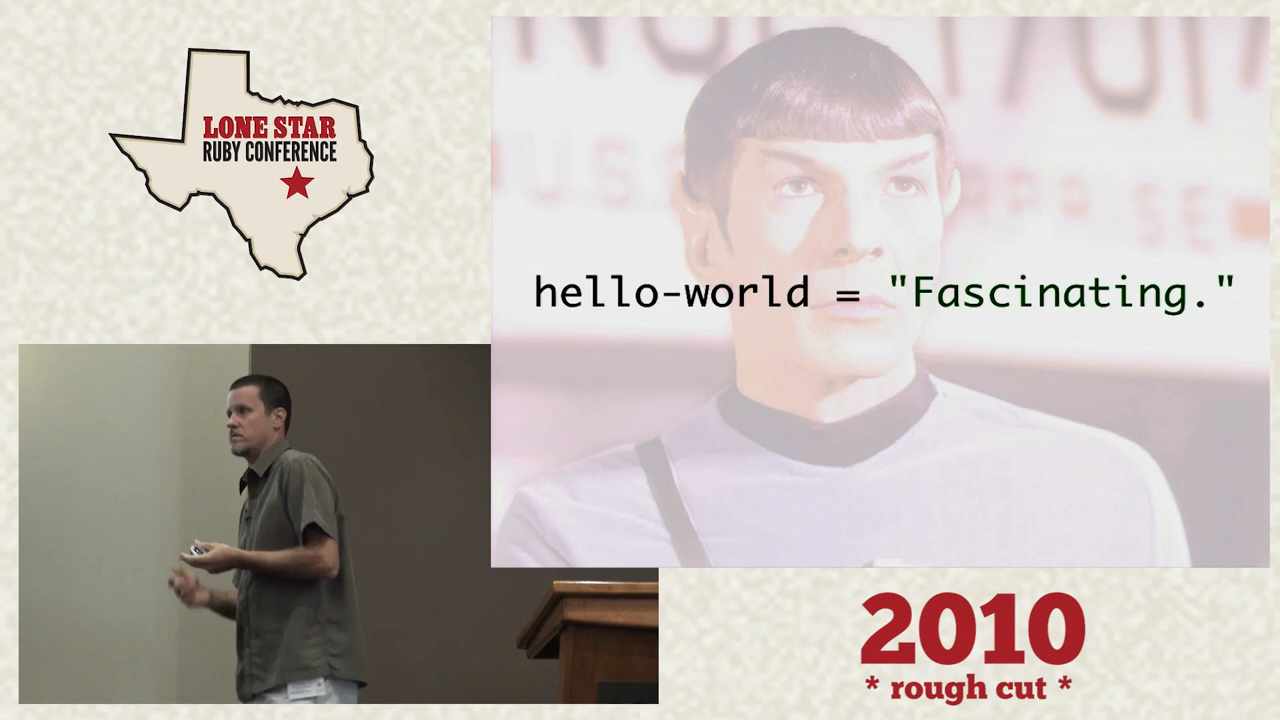 LONE STAR
RUBY CONFERENCE
hello-world = "Fascinating."
2010
* rough cut *